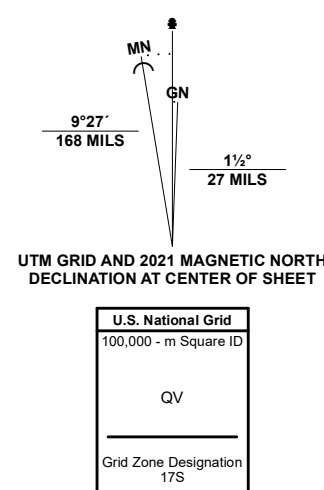 MN
GN
9°27´
168 MILS
1½°
27 MILS
UTM GRID AND 2021 MAGNETIC NORTH
DECLINATION AT CENTER OF SHEET
U.S. National Grid
100,000 - m Square ID
QV
Grid Zone Designation
17S